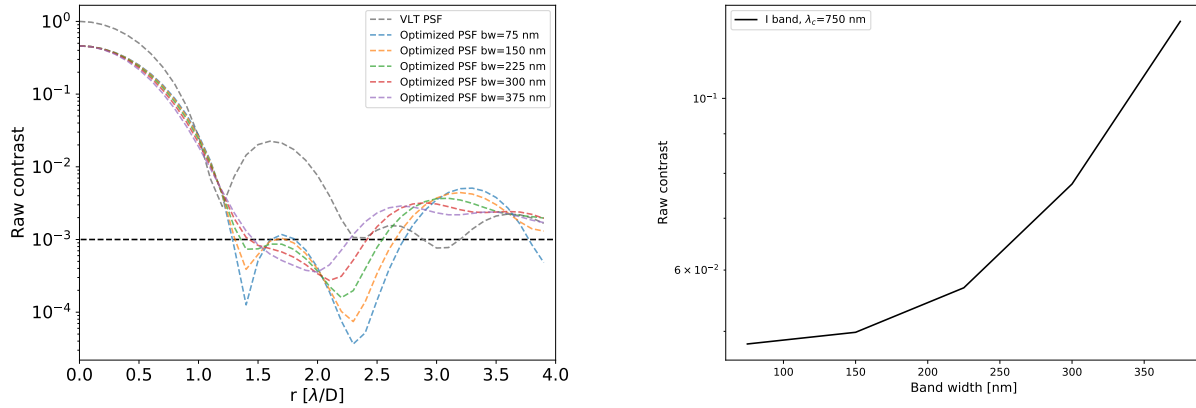 VLT PSF
Optimized PSF bw=75 nm
Optimized PSF bw=150 nm
Optimized PSF bw=225 nm
Optimized PSF bw=300 nm
Optimized PSF bw=375 nm
10⁰
10⁻¹
10⁻²
10⁻³
10⁻⁴
Raw contrast
0.0 0.5 1.0 1.5 2.0 2.5 3.0 3.5 4.0
r [λ/D]
I band, λ_c=750 nm
10⁻¹
6 × 10⁻²
Raw contrast
100 150 200 250 300 350
Band width [nm]